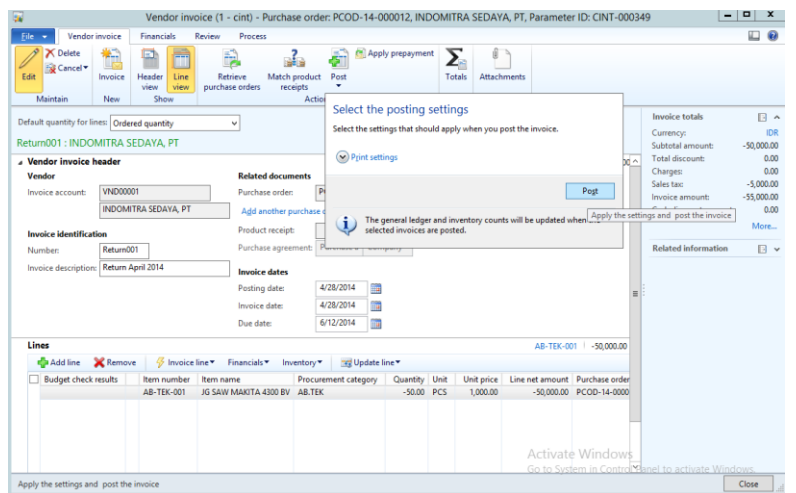 Vendor invoice (1 - cint) - Purchase order: PCOD-14-000012, INDOMITRA SEDAYA, PT, Parameter ID: CINT-000349
File Vendor invoice Financials Review Process
Edit
Delete
Cancel
Maintain
Invoice
New
Header view
Line view
Show
Retrieve purchase orders
Match product receipts
Post
Apply prepayment
Actio
Totals
Attachments
Default quantity for lines: Ordered quantity
Return001 : INDOMITRA SEDAYA, PT
Vendor invoice header
Vendor
Invoice account: VND00001
INDOMITRA SEDAYA, PT
Invoice identification
Number: Return001
Invoice description: Return April 2014
Related documents
Purchase order:
Add another purchase
Product receipt:
Purchase agreement:
Invoice dates
Posting date: 4/28/2014
Invoice date: 4/28/2014
Due date: 6/12/2014
Select the posting settings
Select the settings that should apply when you post the invoice.
Print settings
Post
Apply the settings and post the invoice
The general ledger and inventory counts will be updated when
selected invoices are posted.
Invoice totals
Currency: IDR
Subtotal amount: -50,000.00
Total discount: 0.00
Charges: 0.00
Sales tax: -5,000.00
Invoice amount: -55,000.00
0.00
More...
Related information
Lines AB-TEK-001 -50,000.00
Add line Remove Invoice line Financials Inventory Update line
Budget check results Item number Item name Procurement category Quantity Unit Unit price Line net amount Purchase order
AB-TEK-001 JG SAW MAKITA 4300 BV AB.TEK -50.00 PCS 1,000.00 -50,000.00 PCOD-14-0000
Activate Windows
Go to System in Control Panel to activate Windows.
Apply the settings and post the invoice
Close